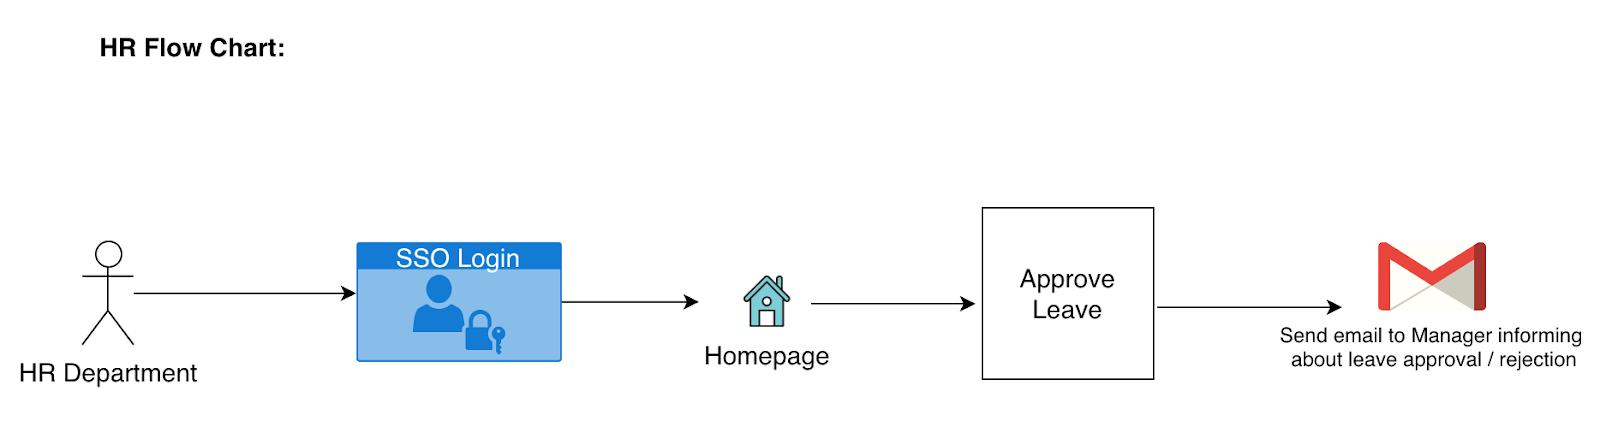 HR Flow Chart:
SSO Login
Approve
Leave
Send email to Manager informing
about leave approval / rejection
Homepage
HR Department